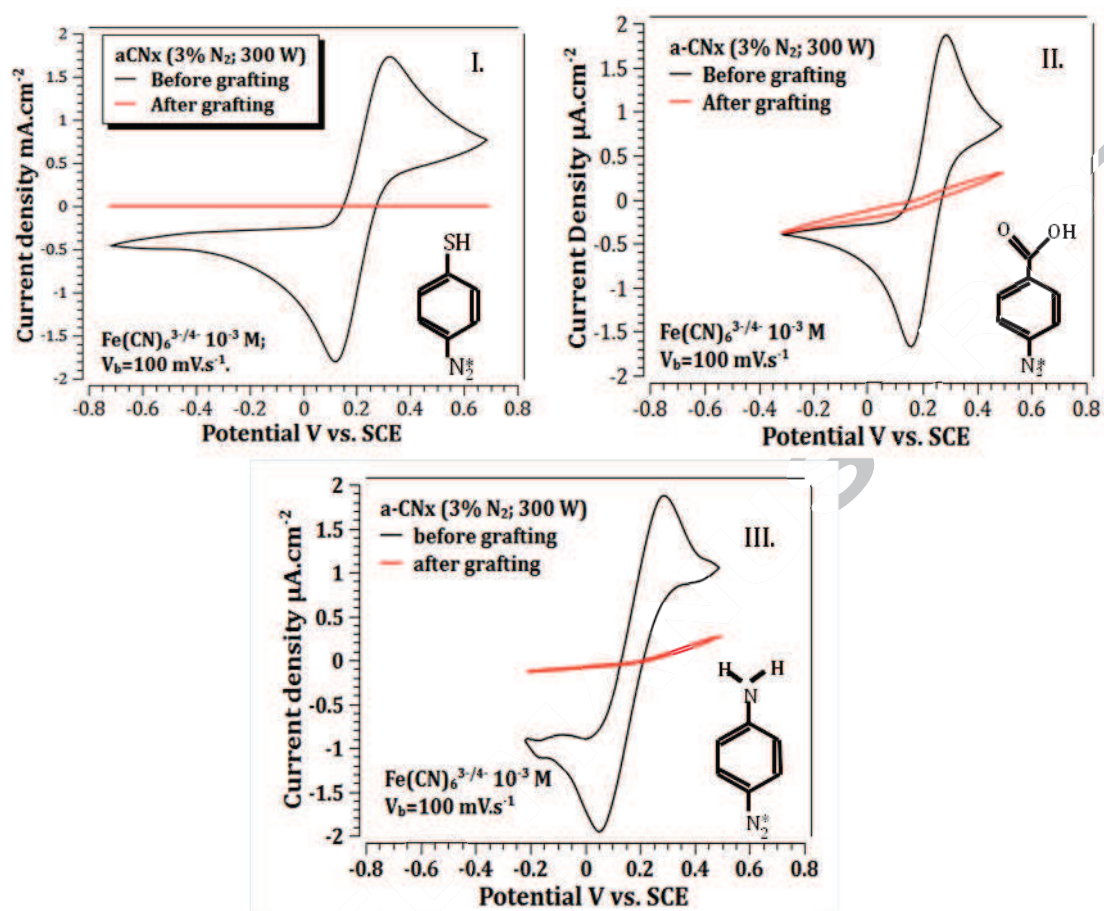 I.
aCNx (3% N₂; 300 W)
Before grafting
After grafting
Current density mA.cm⁻²
2
1.5
1
0.5
0
-0.5
-1
-1.5
-2
SH
N₂*
Fe(CN)₆³⁻/⁴⁻ 10⁻³ M;
V_b=100 mV.s⁻¹.
-0.8 -0.6 -0.4 -0.2 0 0.2 0.4 0.6 0.8
Potential V vs. SCE
II.
a-CNx (3% N₂; 300 W)
Before grafting
After grafting
Current Density µA.cm⁻²
2
1.5
1
0.5
0
-0.5
-1
-1.5
-2
O
OH
N₂*
Fe(CN)₆³⁻/⁴⁻ 10⁻³ M
V_b=100 mV.s⁻¹
-0.8 -0.6 -0.4 -0.2 0 0.2 0.4 0.6 0.8
Potential V vs. SCE
III.
a-CNx (3% N₂; 300 W)
before grafting
after grafting
Current density µA.cm⁻²
2
1.5
1
0.5
0
-0.5
-1
-1.5
-2
H H
N
N₂*
Fe(CN)₆³⁻/⁴⁻ 10⁻³ M
V_b=100 mV.s⁻¹
-0.8 -0.6 -0.4 -0.2 0 0.2 0.4 0.6 0.8
Potential V vs. SCE